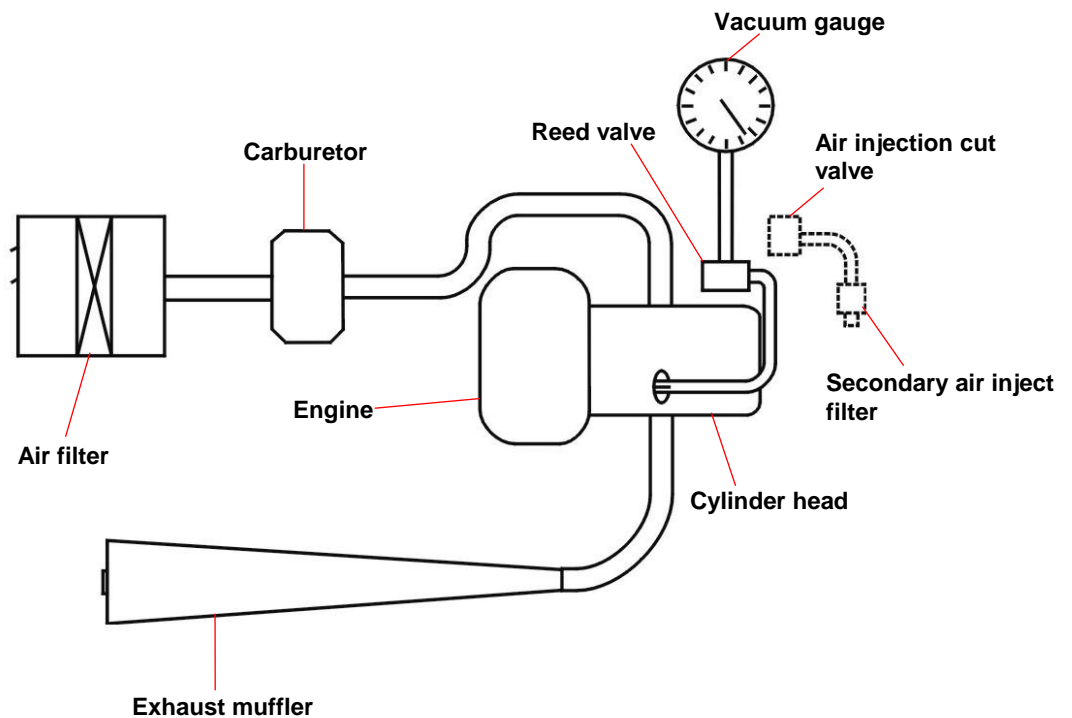 Vacuum gauge
Reed valve
Air injection cut
valve
Carburetor
Secondary air inject
filter
Engine
Air filter
Cylinder head
Exhaust muffler